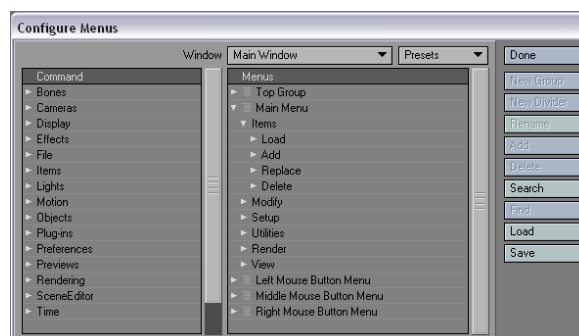 Configure Menus
Window Main Window Presets
Command
Bones
Cameras
Display
Effects
File
Items
Lights
Motion
Objects
Plug-ins
Preferences
Previews
Rendering
SceneEditor
Time
Menus
Top Group
Main Menu
Items
Load
Add
Replace
Delete
Modify
Setup
Utilities
Render
View
Left Mouse Button Menu
Middle Mouse Button Menu
Right Mouse Button Menu
Done
New Group
New Divider
Rename
Add
Delete
Search
Find
Load
Save